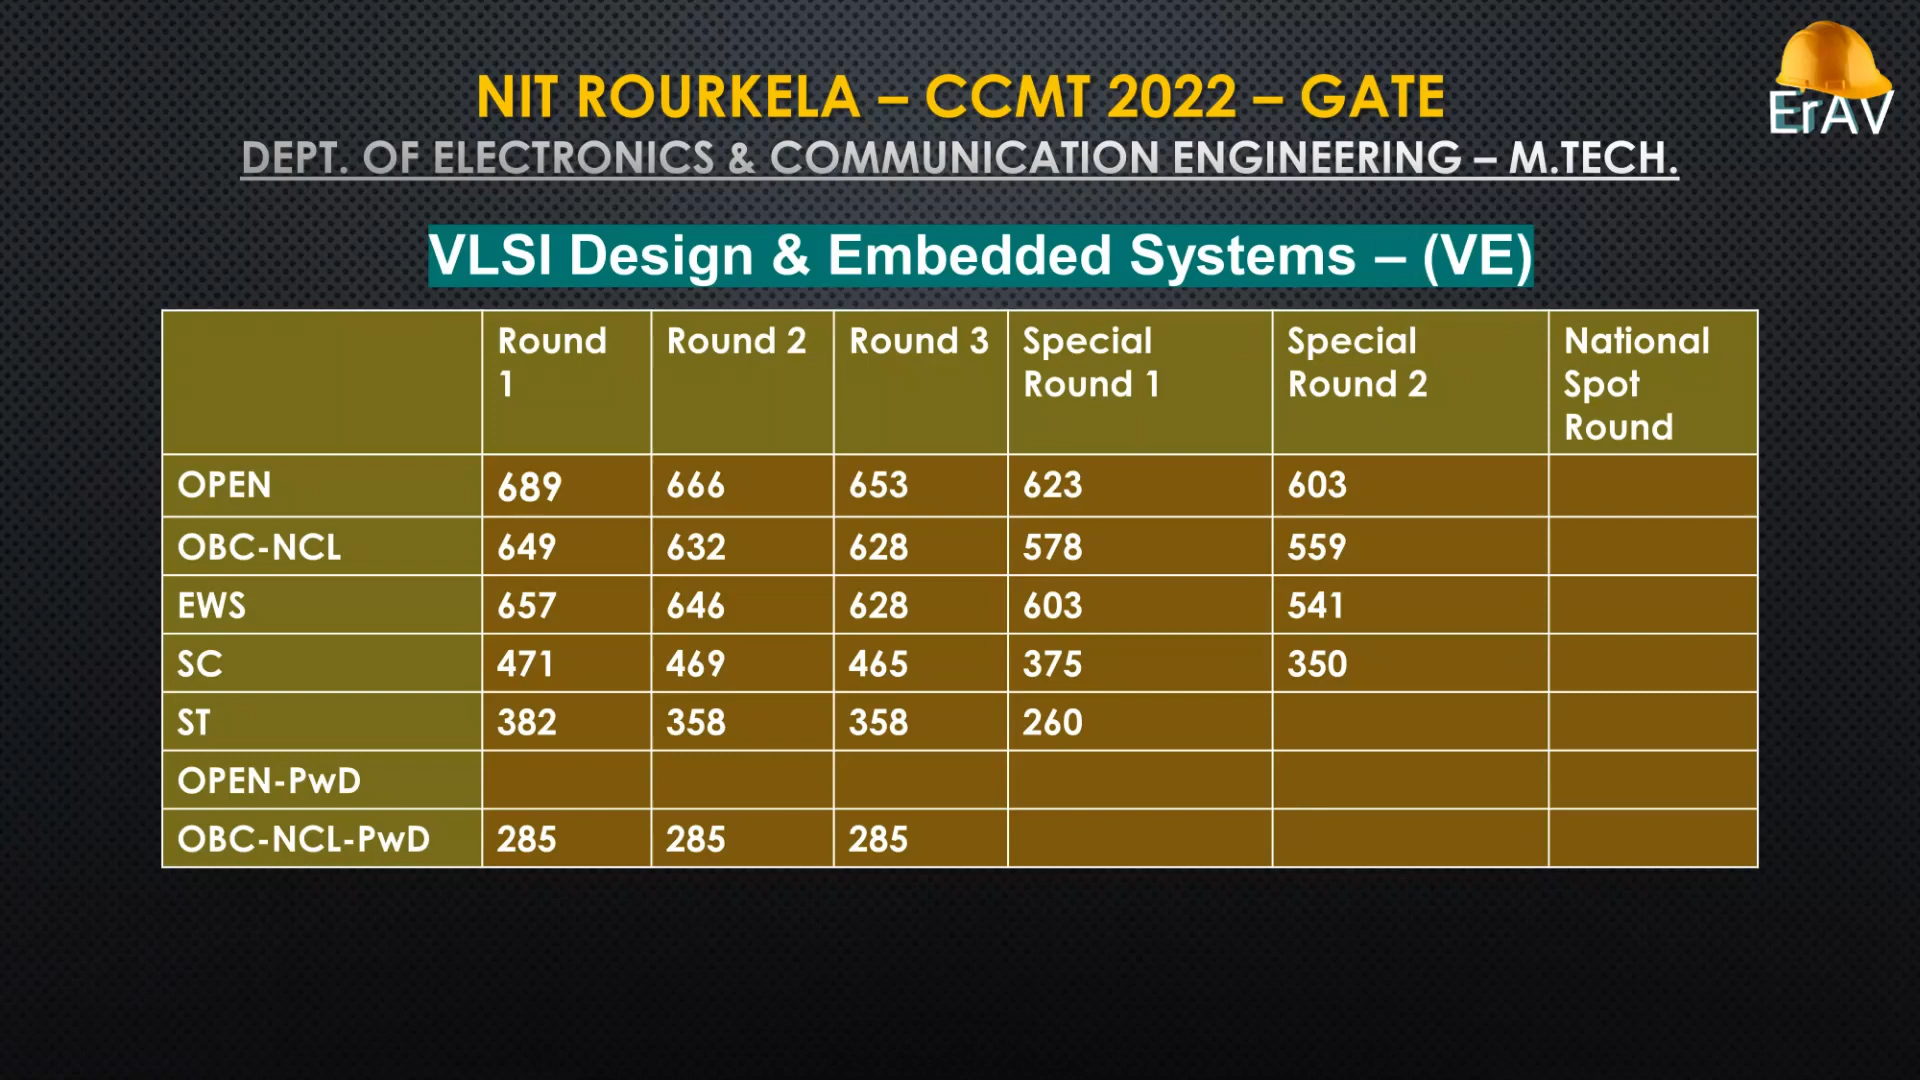 ErAV
NIT ROURKELA – CCMT 2022 – GATE
DEPT. OF ELECTRONICS & COMMUNICATION ENGINEERING – M.TECH.
VLSI Design & Embedded Systems – (VE)
Round 1 Round 2 Round 3 Special Round 1 Special Round 2 National Spot Round
OPEN 689 666 653 623 603
OBC-NCL 649 632 628 578 559
EWS 657 646 628 603 541
SC 471 469 465 375 350
ST 382 358 358 260
OPEN-PwD
OBC-NCL-PwD 285 285 285